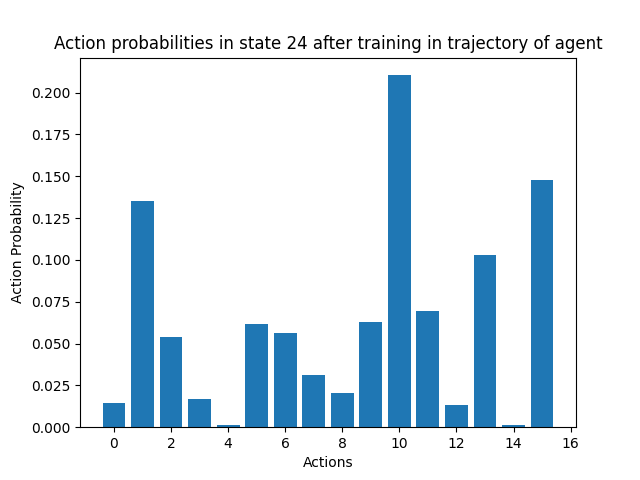 Action probabilities in state 24 after training in trajectory of agent
0.200
0.175
0.150
0.125
0.100
0.075
0.050
0.025
0.000
Action Probability
0 2 4 6 8 10 12 14 16
Actions